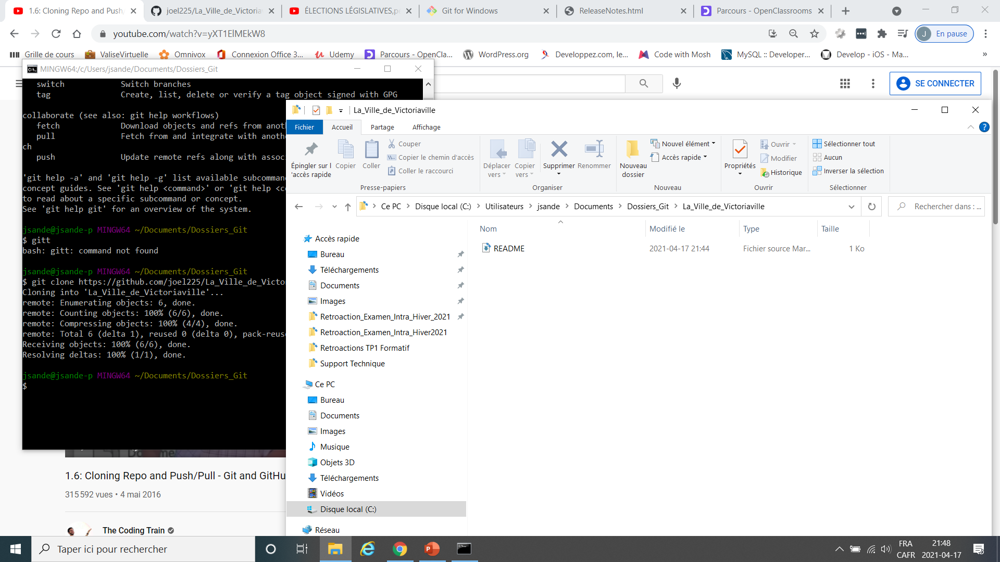 1.6: Cloning Repo and Push/
joel225/La_Ville_de_Victoria
ÉLECTIONS LÉGISLATIVES,p
Git for Windows
ReleaseNotes.html
Parcours - OpenClassrooms
youtube.com/watch?v=yXT1ElMEkW8
J En pause
Grille de cours
ValiseVirtuelle
Omnivox
Connexion Office 3...
Udemy
Parcours - OpenCla...
WordPress.org
Developpez.com, le...
Code with Mosh
MySQL :: Developer...
Develop - iOS - Ma...
»
MINGW64:/c/Users/jsande/Documents/Dossiers_Git
SE CONNECTER
switch Switch branches
tag Create, list, delete or verify a tag object signed with GPG
collaborate (see also: git help workflows)
fetch Download objects and refs from anot
pull Fetch from and integrate with anothe
ch
push Update remote refs along with associ
'git help -a' and 'git help -g' list available subcomman
concept guides. See 'git help <command>' or 'git help <c
to read about a specific subcommand or concept.
See 'git help git' for an overview of the system.
jsande@jsande-p MINGW64 ~/Documents/Dossiers_Git
$ gitt
bash: gitt: command not found
jsande@jsande-p MINGW64 ~/Documents/Dossiers_Git
$ git clone https://github.com/joel225/La_Ville_de_Victo
Cloning into 'La_Ville_de_Victoriaville'...
remote: Enumerating objects: 6, done.
remote: Counting objects: 100% (6/6), done.
remote: Compressing objects: 100% (4/4), done.
remote: Total 6 (delta 1), reused 0 (delta 0), pack-reus
Receiving objects: 100% (6/6), done.
Resolving deltas: 100% (1/1), done.
jsande@jsande-p MINGW64 ~/Documents/Dossiers_Git
$
La_Ville_de_Victoriaville
Fichier Accueil Partage Affichage
Épingler sur l
'accès rapide
Copier
Coller
Couper
Copier le chemin d'accès
Coller le raccourci
Presse-papiers
Déplacer
vers
Copier
vers
Supprimer
Renommer
Organiser
Nouveau
dossier
Nouvel élément
Accès rapide
Nouveau
Propriétés
Ouvrir
Modifier
Historique
Ouvrir
Sélectionner tout
Aucun
Inverser la sélection
Sélectionner
Ce PC > Disque local (C:) > Utilisateurs > jsande > Documents > Dossiers_Git > La_Ville_de_Victoriaville
Rechercher dans : ...
Nom Modifié le Type Taille
README 2021-04-17 21:44 Fichier source Mar... 1 Ko
Accès rapide
Bureau
Téléchargements
Documents
Images
Retroaction_Examen_Intra_Hiver_2021
Retroaction_Examen_Intra_Hiver2021
Retroactions TP1 Formatif
Support Technique
Ce PC
Bureau
Documents
Images
Musique
Objets 3D
Téléchargements
Vidéos
Disque local (C:)
Réseau
1.6: Cloning Repo and Push/Pull - Git and GitHu
315 592 vues • 4 mai 2016
The Coding Train
Taper ici pour rechercher
FRA
CAFR
21:48
2021-04-17